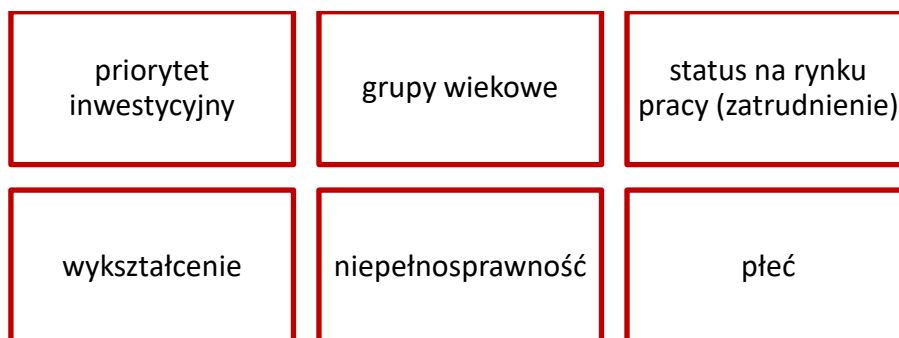 priorytet
inwestycyjny
grupy wiekowe
status na rynku
pracy (zatrudnienie)
wykształcenie
niepełnosprawność
płeć